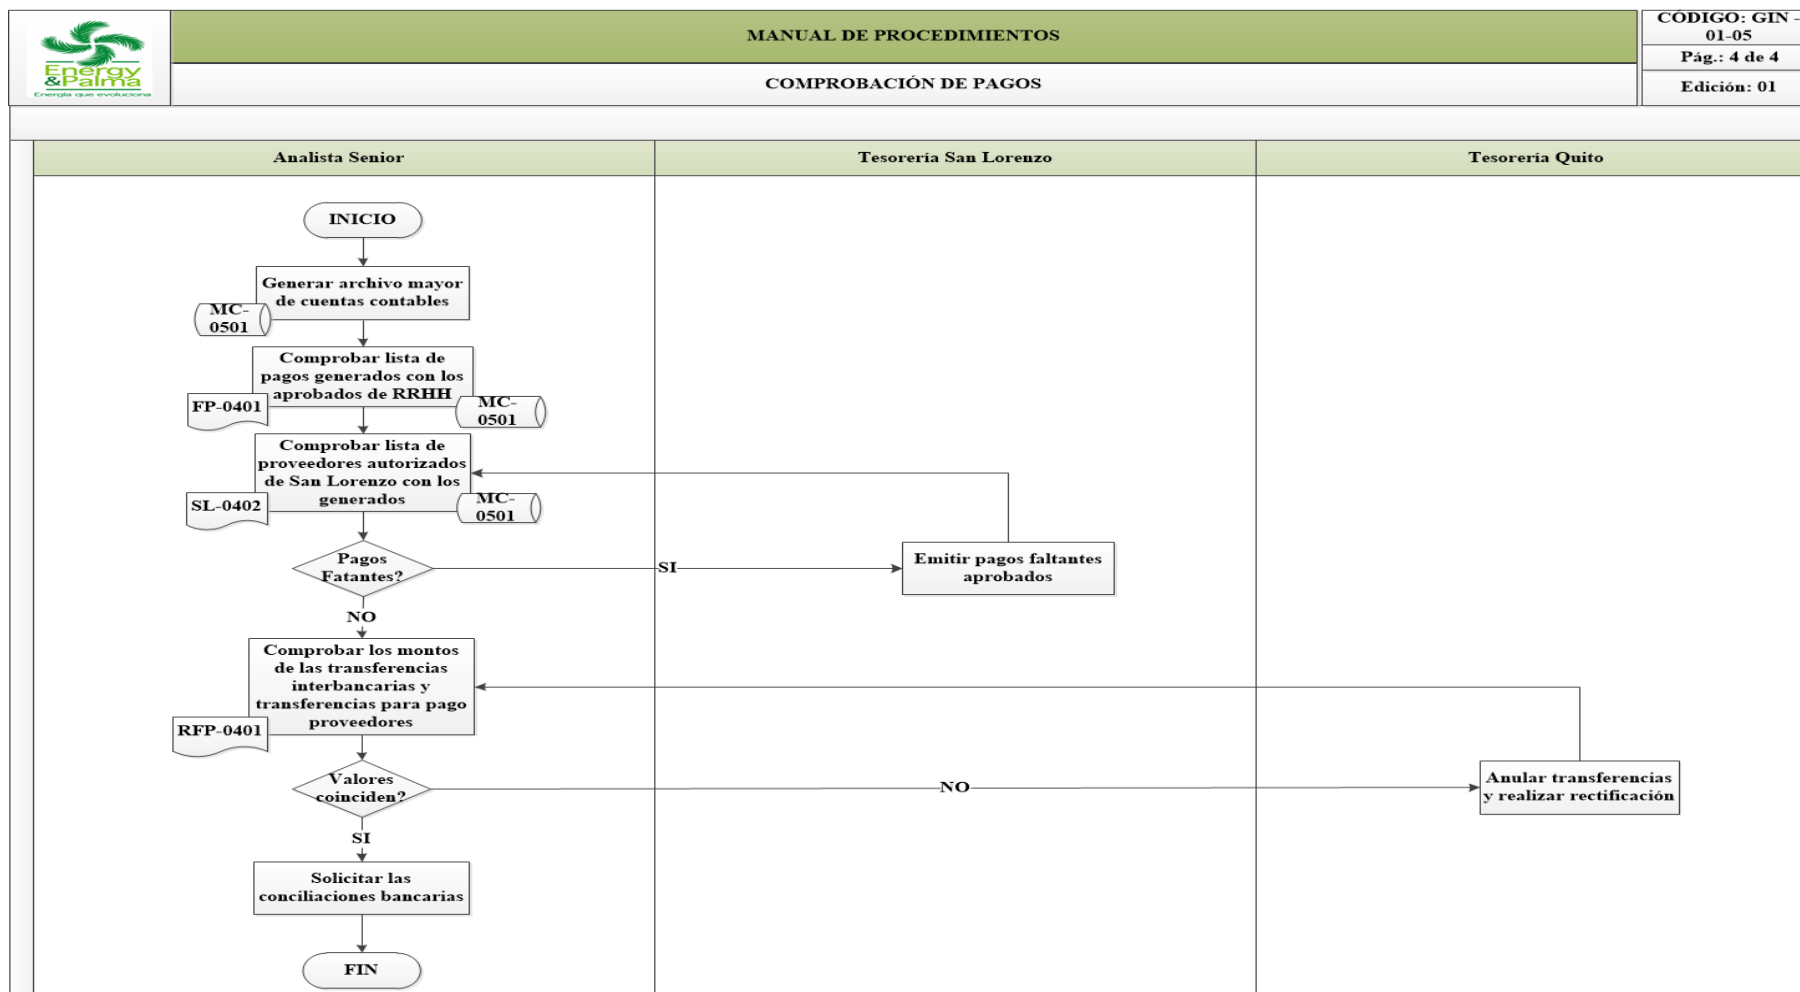 Energy
&Palma
Energía que evoluciona
MANUAL DE PROCEDIMIENTOS
COMPROBACIÓN DE PAGOS
CÓDIGO: GIN -
01-05
Pág.: 4 de 4
Edición: 01
Analista Senior
Tesorería San Lorenzo
Tesorería Quito
INICIO
Generar archivo mayor
de cuentas contables
MC-
0501
Comprobar lista de
pagos generados con los
aprobados de RRHH
FP-0401
MC-
0501
Comprobar lista de
proveedores autorizados
de San Lorenzo con los
generados
SL-0402
MC-
0501
Pagos
Fatantes?
SI
Emitir pagos faltantes
aprobados
NO
Comprobar los montos
de las transferencias
interbancarias y
transferencias para pago
proveedores
RFP-0401
Valores
coinciden?
NO
Anular transferencias
y realizar rectificación
SI
Solicitar las
conciliaciones bancarias
FIN